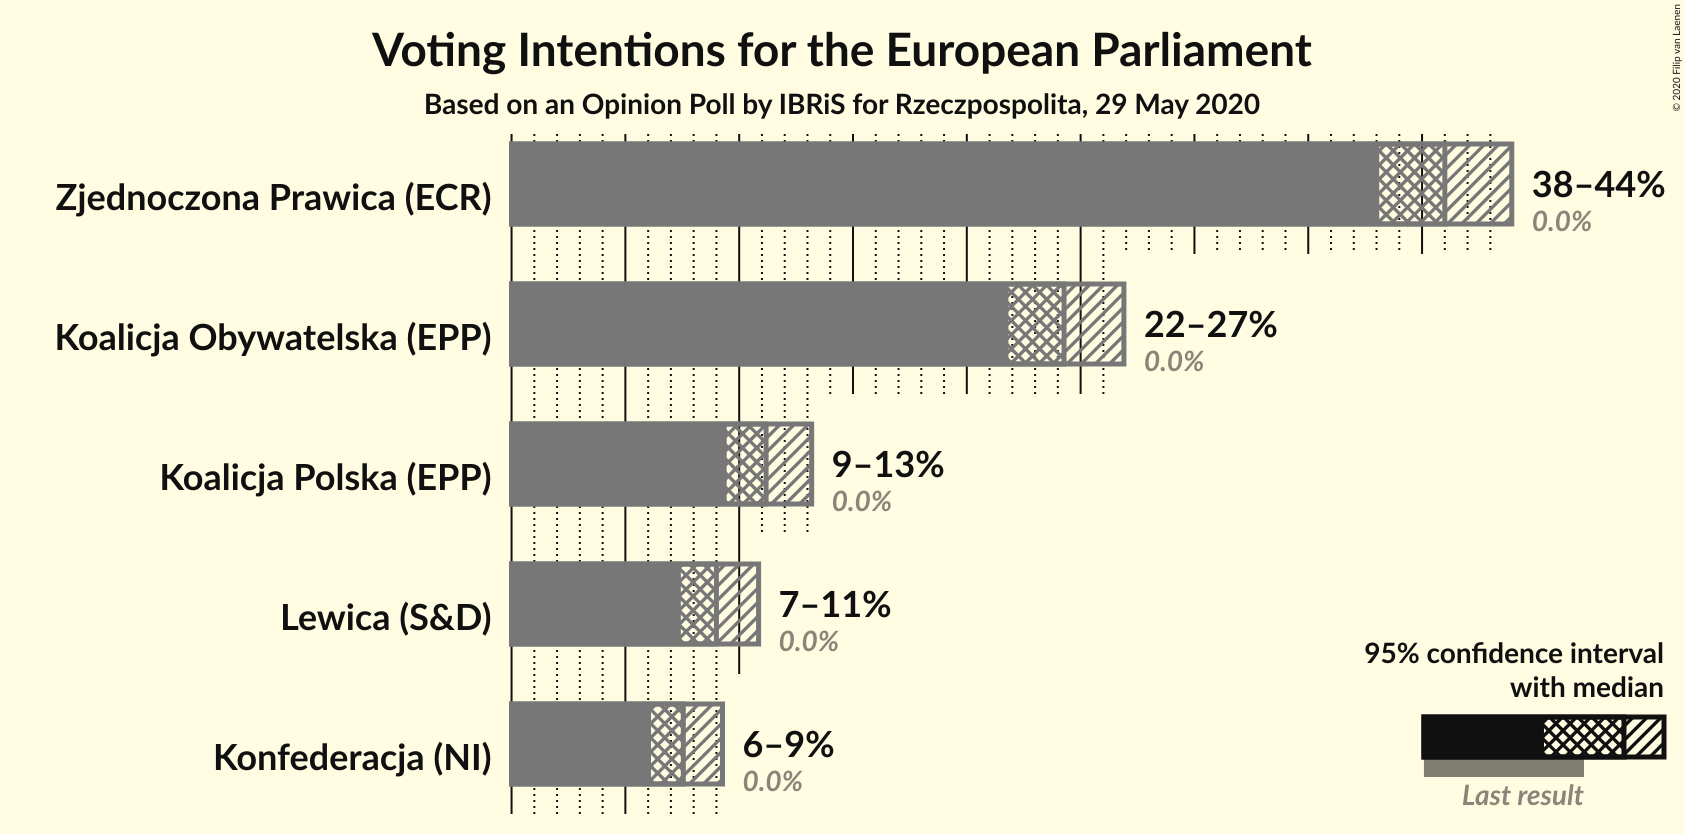 Voting Intentions for the European Parliament
Based on an Opinion Poll by IBRiS for Rzeczpospolita, 29 May 2020
© 2020 Filip van Laenen
Zjednoczona Prawica (ECR)
38–44%
0.0%
Koalicja Obywatelska (EPP)
22–27%
0.0%
Koalicja Polska (EPP)
9–13%
0.0%
Lewica (S&D)
7–11%
0.0%
Konfederacja (NI)
6–9%
0.0%
95% confidence interval
with median
Last result